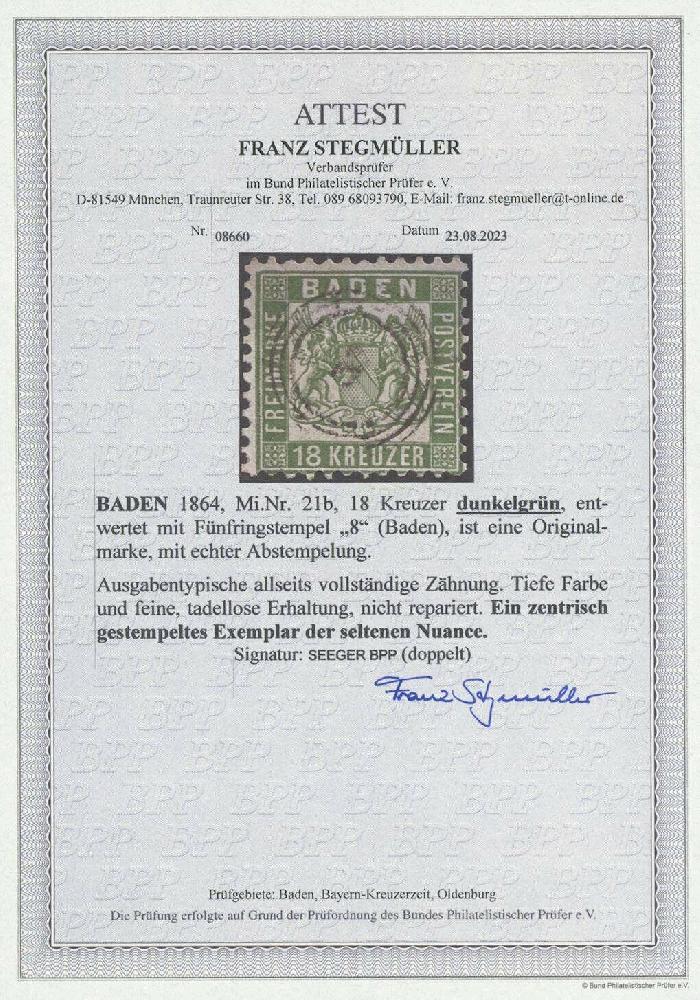 ATTEST
FRANZ STEGMÜLLER
Verbandsprüfer
im Bund Philatelistischer Prüfer e. V.
D-81549 München, Traunreuter Str. 38, Tel. 089 68093790, E-Mail: franz.stegmueller@t-online.de
Nr. 08660 Datum 23.08.2023
BADEN
FREIMARKE
POSTVEREIN
18 KREUZER
BADEN 1864, Mi.Nr. 21b, 18 Kreuzer dunkelgrün, ent-
wertet mit Fünfringstempel „8“ (Baden), ist eine Original-
marke, mit echter Abstempelung.
Ausgabentypische allseits vollständige Zähnung. Tiefe Farbe
und feine, tadellose Erhaltung, nicht repariert. Ein zentrisch
gestempeltes Exemplar der seltenen Nuance.
Signatur: SEEGER BPP (doppelt)
Franz Stegmüller
Prüfgebiete: Baden, Bayern-Kreuzerzeit, Oldenburg
Die Prüfung erfolgte auf Grund der Prüfordnung des Bundes Philatelistischer Prüfer e.V.
© Bund Philatelistischer Prüfer e.V.